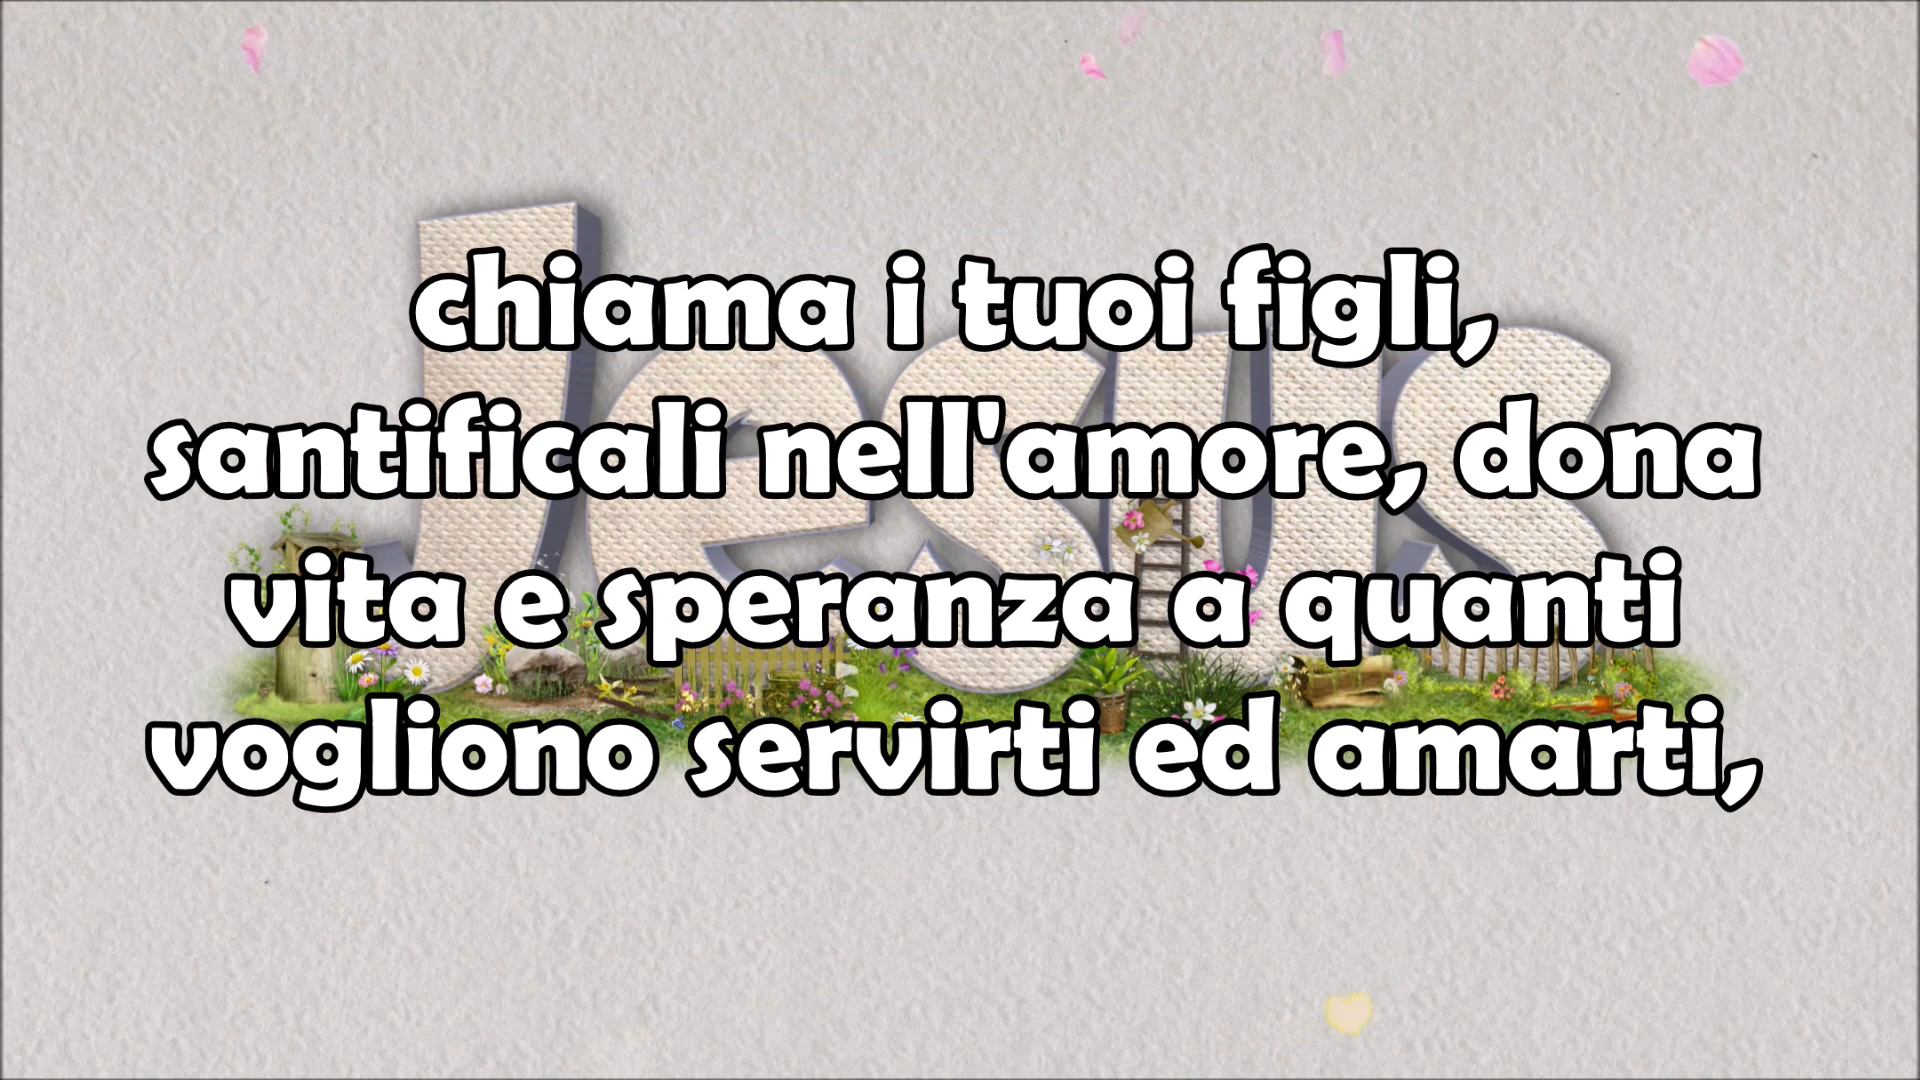 Jesus
chiama i tuoi figli,
santificali nell'amore, dona
vita e speranza a quanti
vogliono servirti ed amarti,